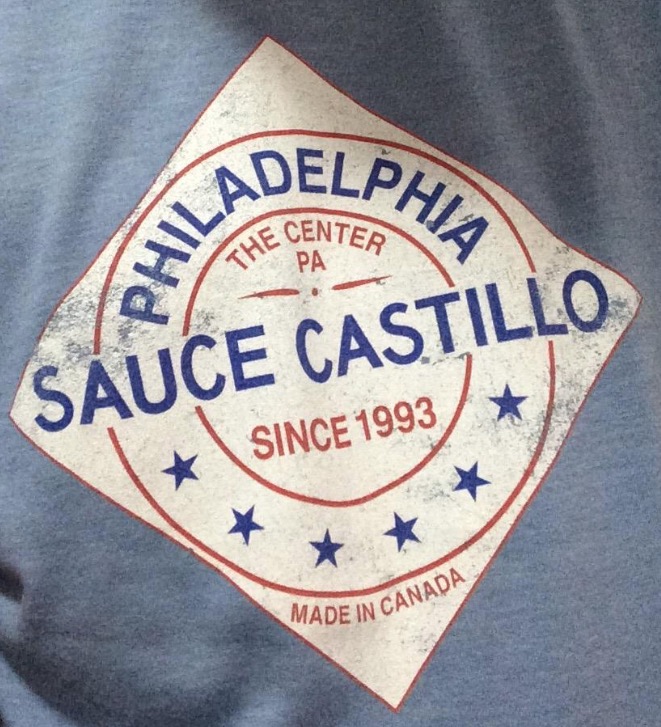 PHILADELPHIA
THE CENTER
PA
SAUCE CASTILLO
SINCE 1993
MADE IN CANADA